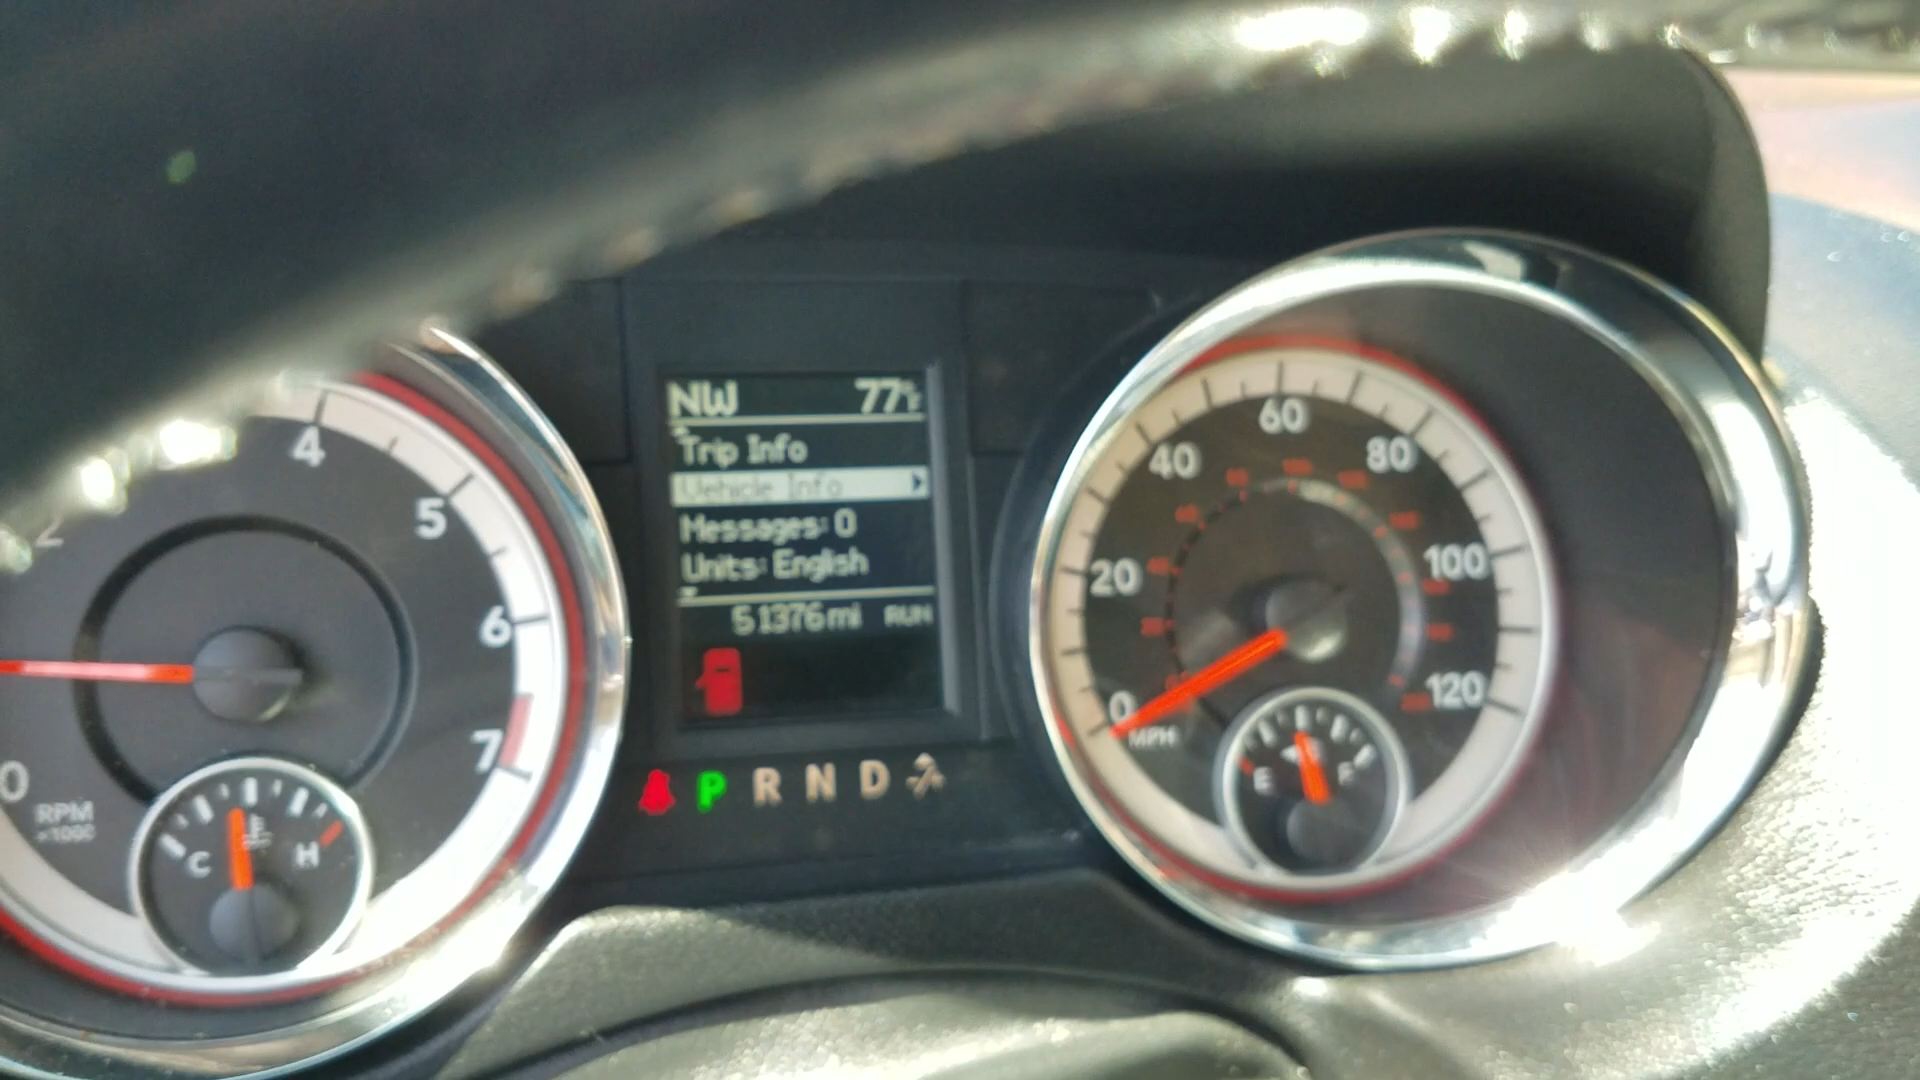 NW 77°F
Trip Info
Vehicle Info
Messages: 0
Units: English
51376 mi RUN
P R N D
4
5
6
7
0
RPM
×1000
C H
2
0
20
40
60
80
100
120
MPH
E F